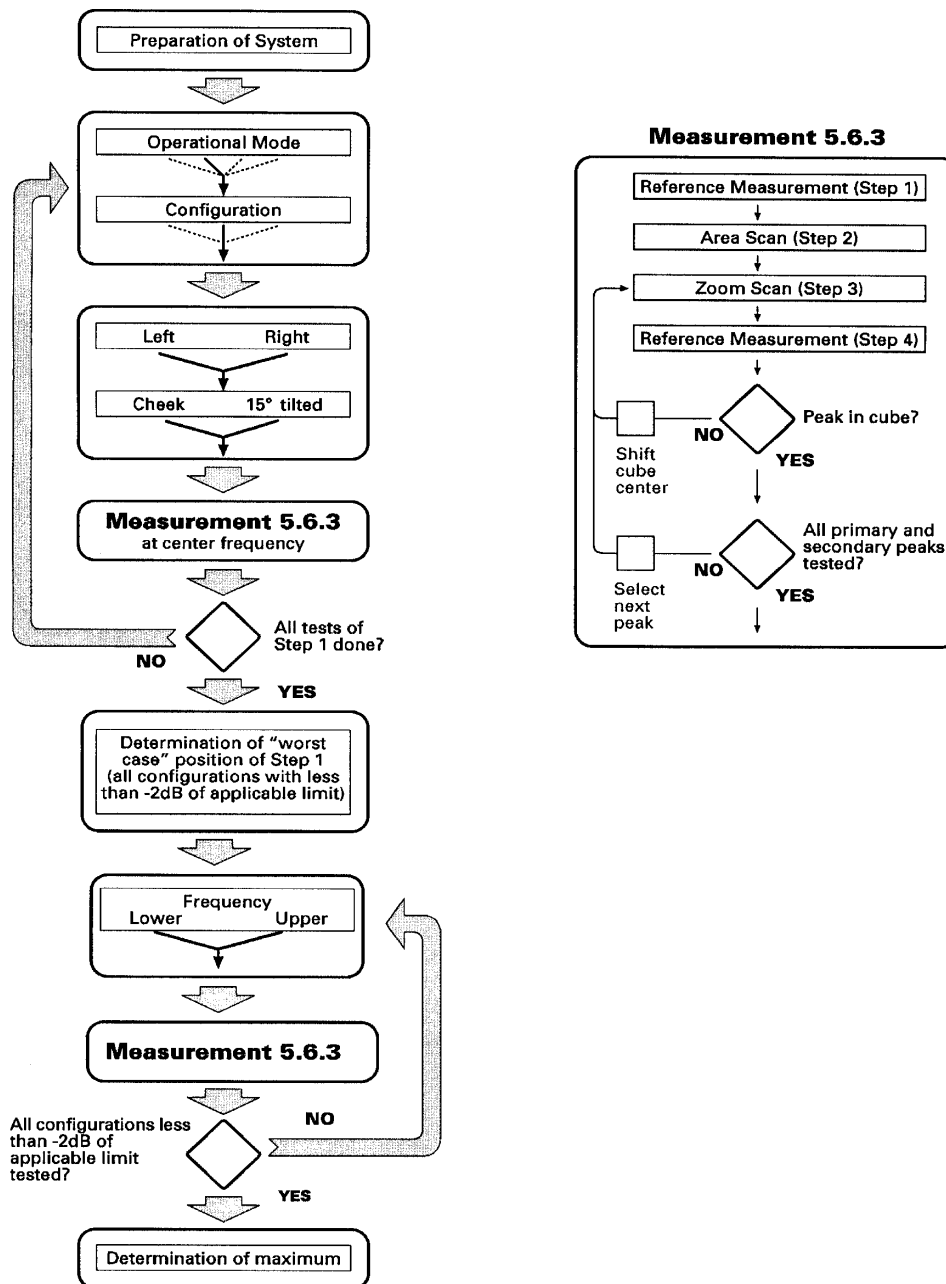 Preparation of System
Operational Mode
Configuration
Left Right
Cheek 15° tilted
Measurement 5.6.3
at center frequency
All tests of
Step 1 done?
NO
YES
Determination of "worst
case" position of Step 1
(all configurations with less
than -2dB of applicable limit)
Frequency
Lower Upper
Measurement 5.6.3
All configurations less
than -2dB of
applicable limit
tested?
NO
YES
Determination of maximum
Measurement 5.6.3
Reference Measurement (Step 1)
Area Scan (Step 2)
Zoom Scan (Step 3)
Reference Measurement (Step 4)
Peak in cube?
NO
YES
Shift
cube
center
All primary and
secondary peaks
tested?
NO
YES
Select
next
peak